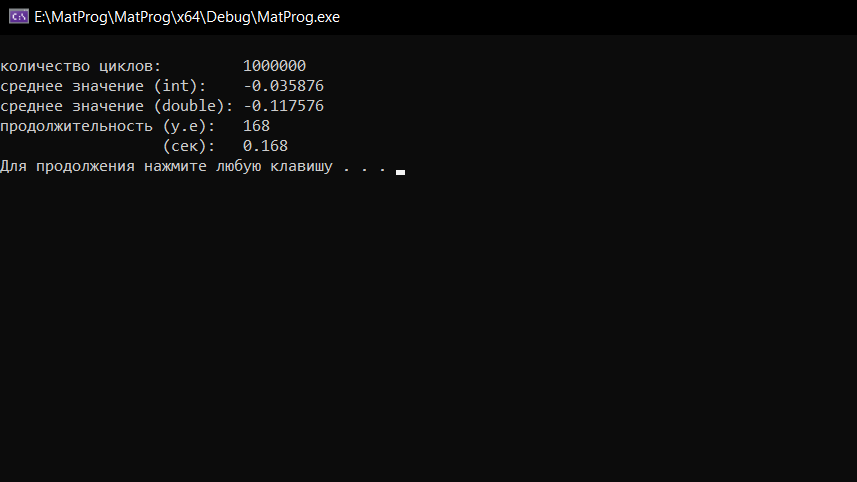 E:\MatProg\MatProg\x64\Debug\MatProg.exe
количество циклов:         1000000
среднее значение (int):    -0.035876
среднее значение (double): -0.117576
продолжительность (у.е):   168
                  (сек):   0.168
Для продолжения нажмите любую клавишу . . .